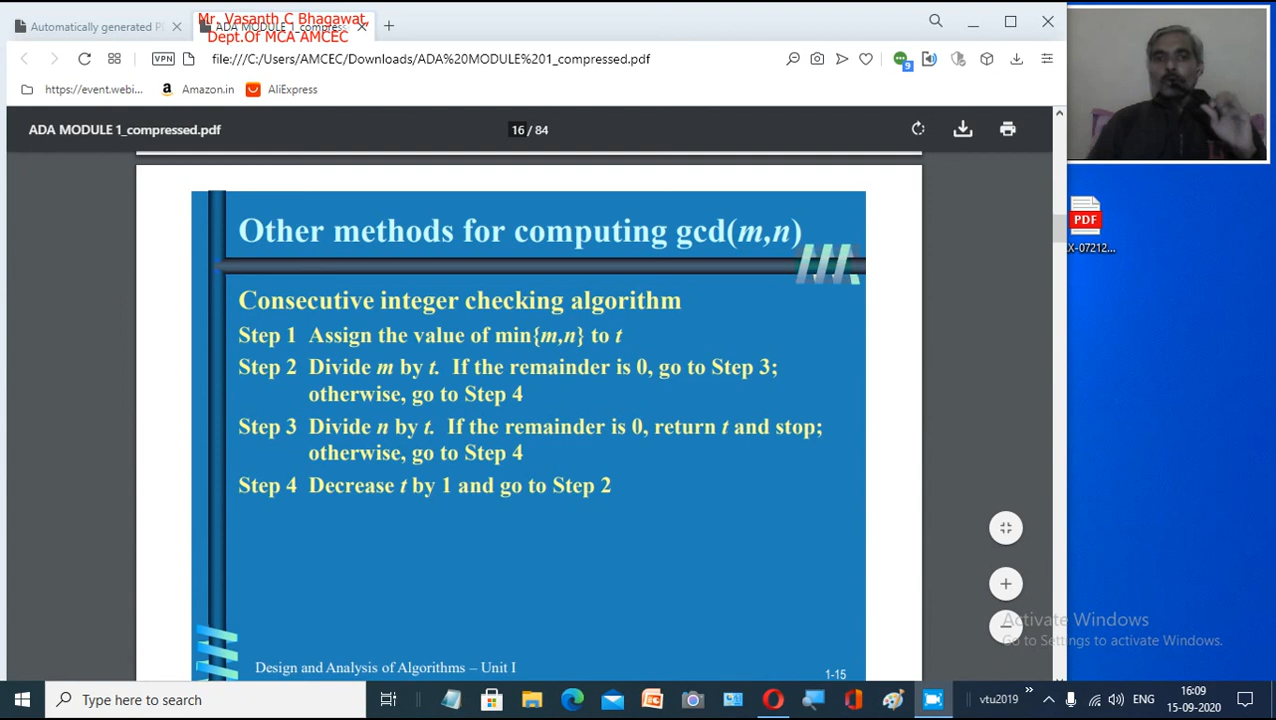 Automatically generated P
ADA MODULE 1_compress
Mr. Vasanth C Bhagawat,
Dept.Of MCA AMCEC
VPN
file:///C:/Users/AMCEC/Downloads/ADA%20MODULE%201_compressed.pdf
9
https://event.webi...
Amazon.in
AliExpress
ADA MODULE 1_compressed.pdf
16 / 84
Other methods for computing gcd(m,n)
Consecutive integer checking algorithm
Step 1 Assign the value of min{m,n} to t
Step 2 Divide m by t. If the remainder is 0, go to Step 3;
otherwise, go to Step 4
Step 3 Divide n by t. If the remainder is 0, return t and stop;
otherwise, go to Step 4
Step 4 Decrease t by 1 and go to Step 2
Design and Analysis of Algorithms – Unit I
1-15
PDF
X-07212...
Activate Windows
Go to Settings to activate Windows.
Type here to search
vtu2019
ENG
16:09
15-09-2020